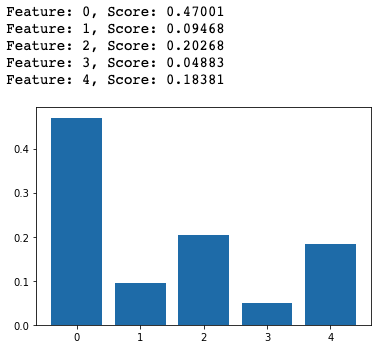 Feature: 0, Score: 0.47001
Feature: 1, Score: 0.09468
Feature: 2, Score: 0.20268
Feature: 3, Score: 0.04883
Feature: 4, Score: 0.18381
0.4
0.3
0.2
0.1
0.0
0 1 2 3 4